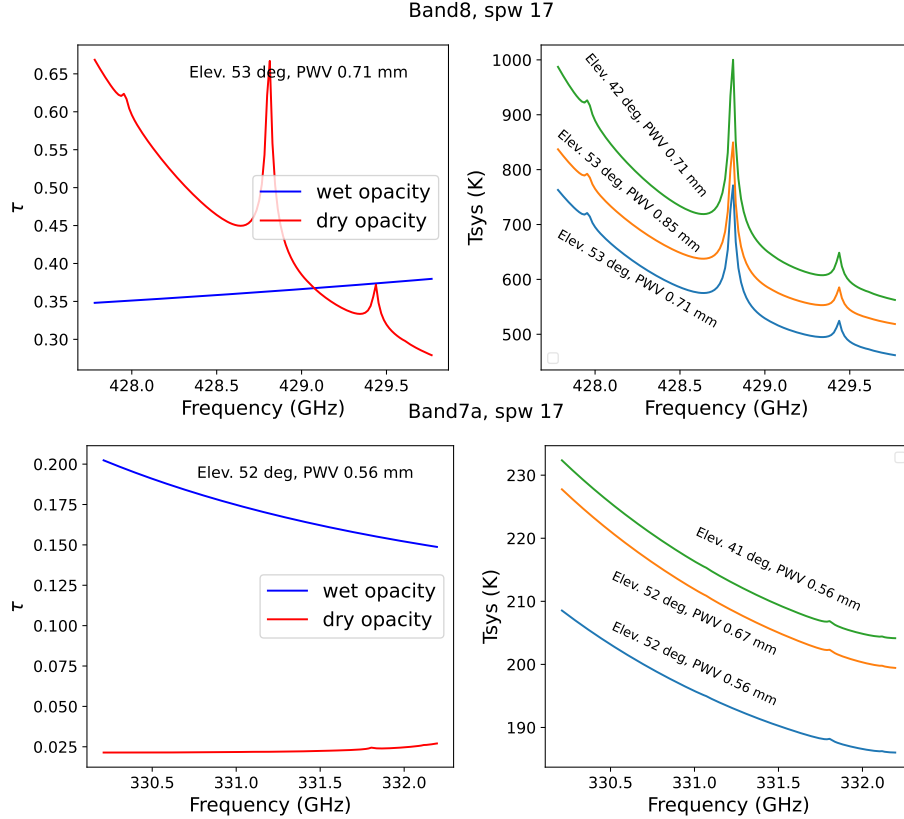 Band8, spw 17
Elev. 53 deg, PWV 0.71 mm
wet opacity
dry opacity
τ
0.65
0.60
0.55
0.50
0.45
0.40
0.35
0.30
428.0 428.5 429.0 429.5
Frequency (GHz)
Elev. 42 deg, PWV 0.71 mm
Elev. 53 deg, PWV 0.85 mm
Elev. 53 deg, PWV 0.71 mm
Tsys (K)
1000
900
800
700
600
500
428.0 428.5 429.0 429.5
Frequency (GHz)
Band7a, spw 17
Elev. 52 deg, PWV 0.56 mm
wet opacity
dry opacity
τ
0.200
0.175
0.150
0.125
0.100
0.075
0.050
0.025
330.5 331.0 331.5 332.0
Frequency (GHz)
Elev. 41 deg, PWV 0.56 mm
Elev. 52 deg, PWV 0.67 mm
Elev. 52 deg, PWV 0.56 mm
Tsys (K)
230
220
210
200
190
330.5 331.0 331.5 332.0
Frequency (GHz)